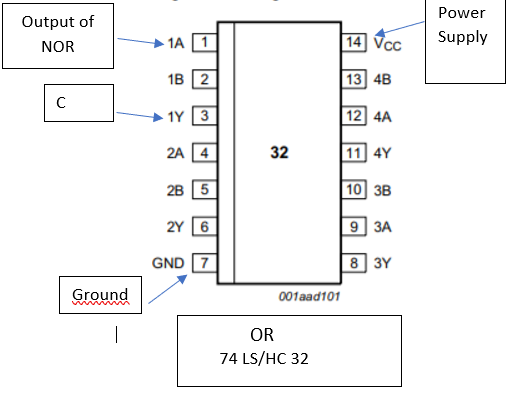 Output of
NOR
Power
Supply
1A 1
14 VCC
1B 2
13 4B
C
1Y 3
12 4A
2A 4
32
11 4Y
2B 5
10 3B
2Y 6
9 3A
GND 7
8 3Y
Ground
001aad101
OR
74 LS/HC 32